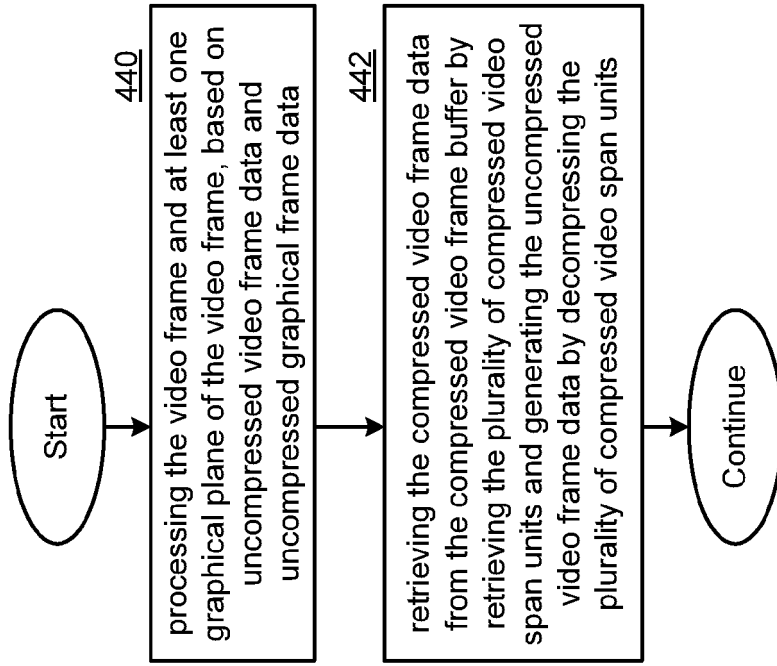 Start
440
processing the video frame and at least one
graphical plane of the video frame, based on
uncompressed video frame data and
uncompressed graphical frame data
442
retrieving the compressed video frame data
from the compressed video frame buffer by
retrieving the plurality of compressed video
span units and generating the uncompressed
video frame data by decompressing the
plurality of compressed video span units
Continue